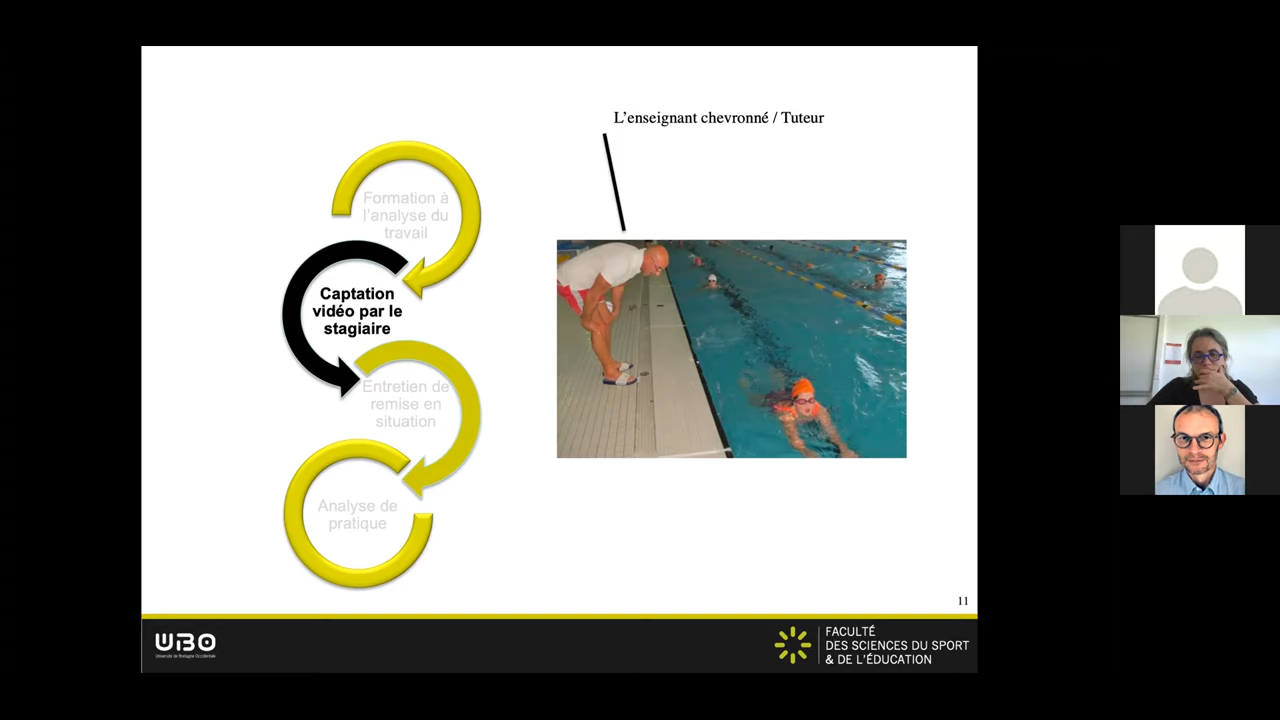 L'enseignant chevronné / Tuteur
Formation à
l'analyse du
travail
Captation
vidéo par le
stagiaire
Entretien de
remise en
situation
Analyse de
pratique
11
UBO
Université de Bretagne Occidentale
FACULTÉ
DES SCIENCES DU SPORT
& DE L'ÉDUCATION